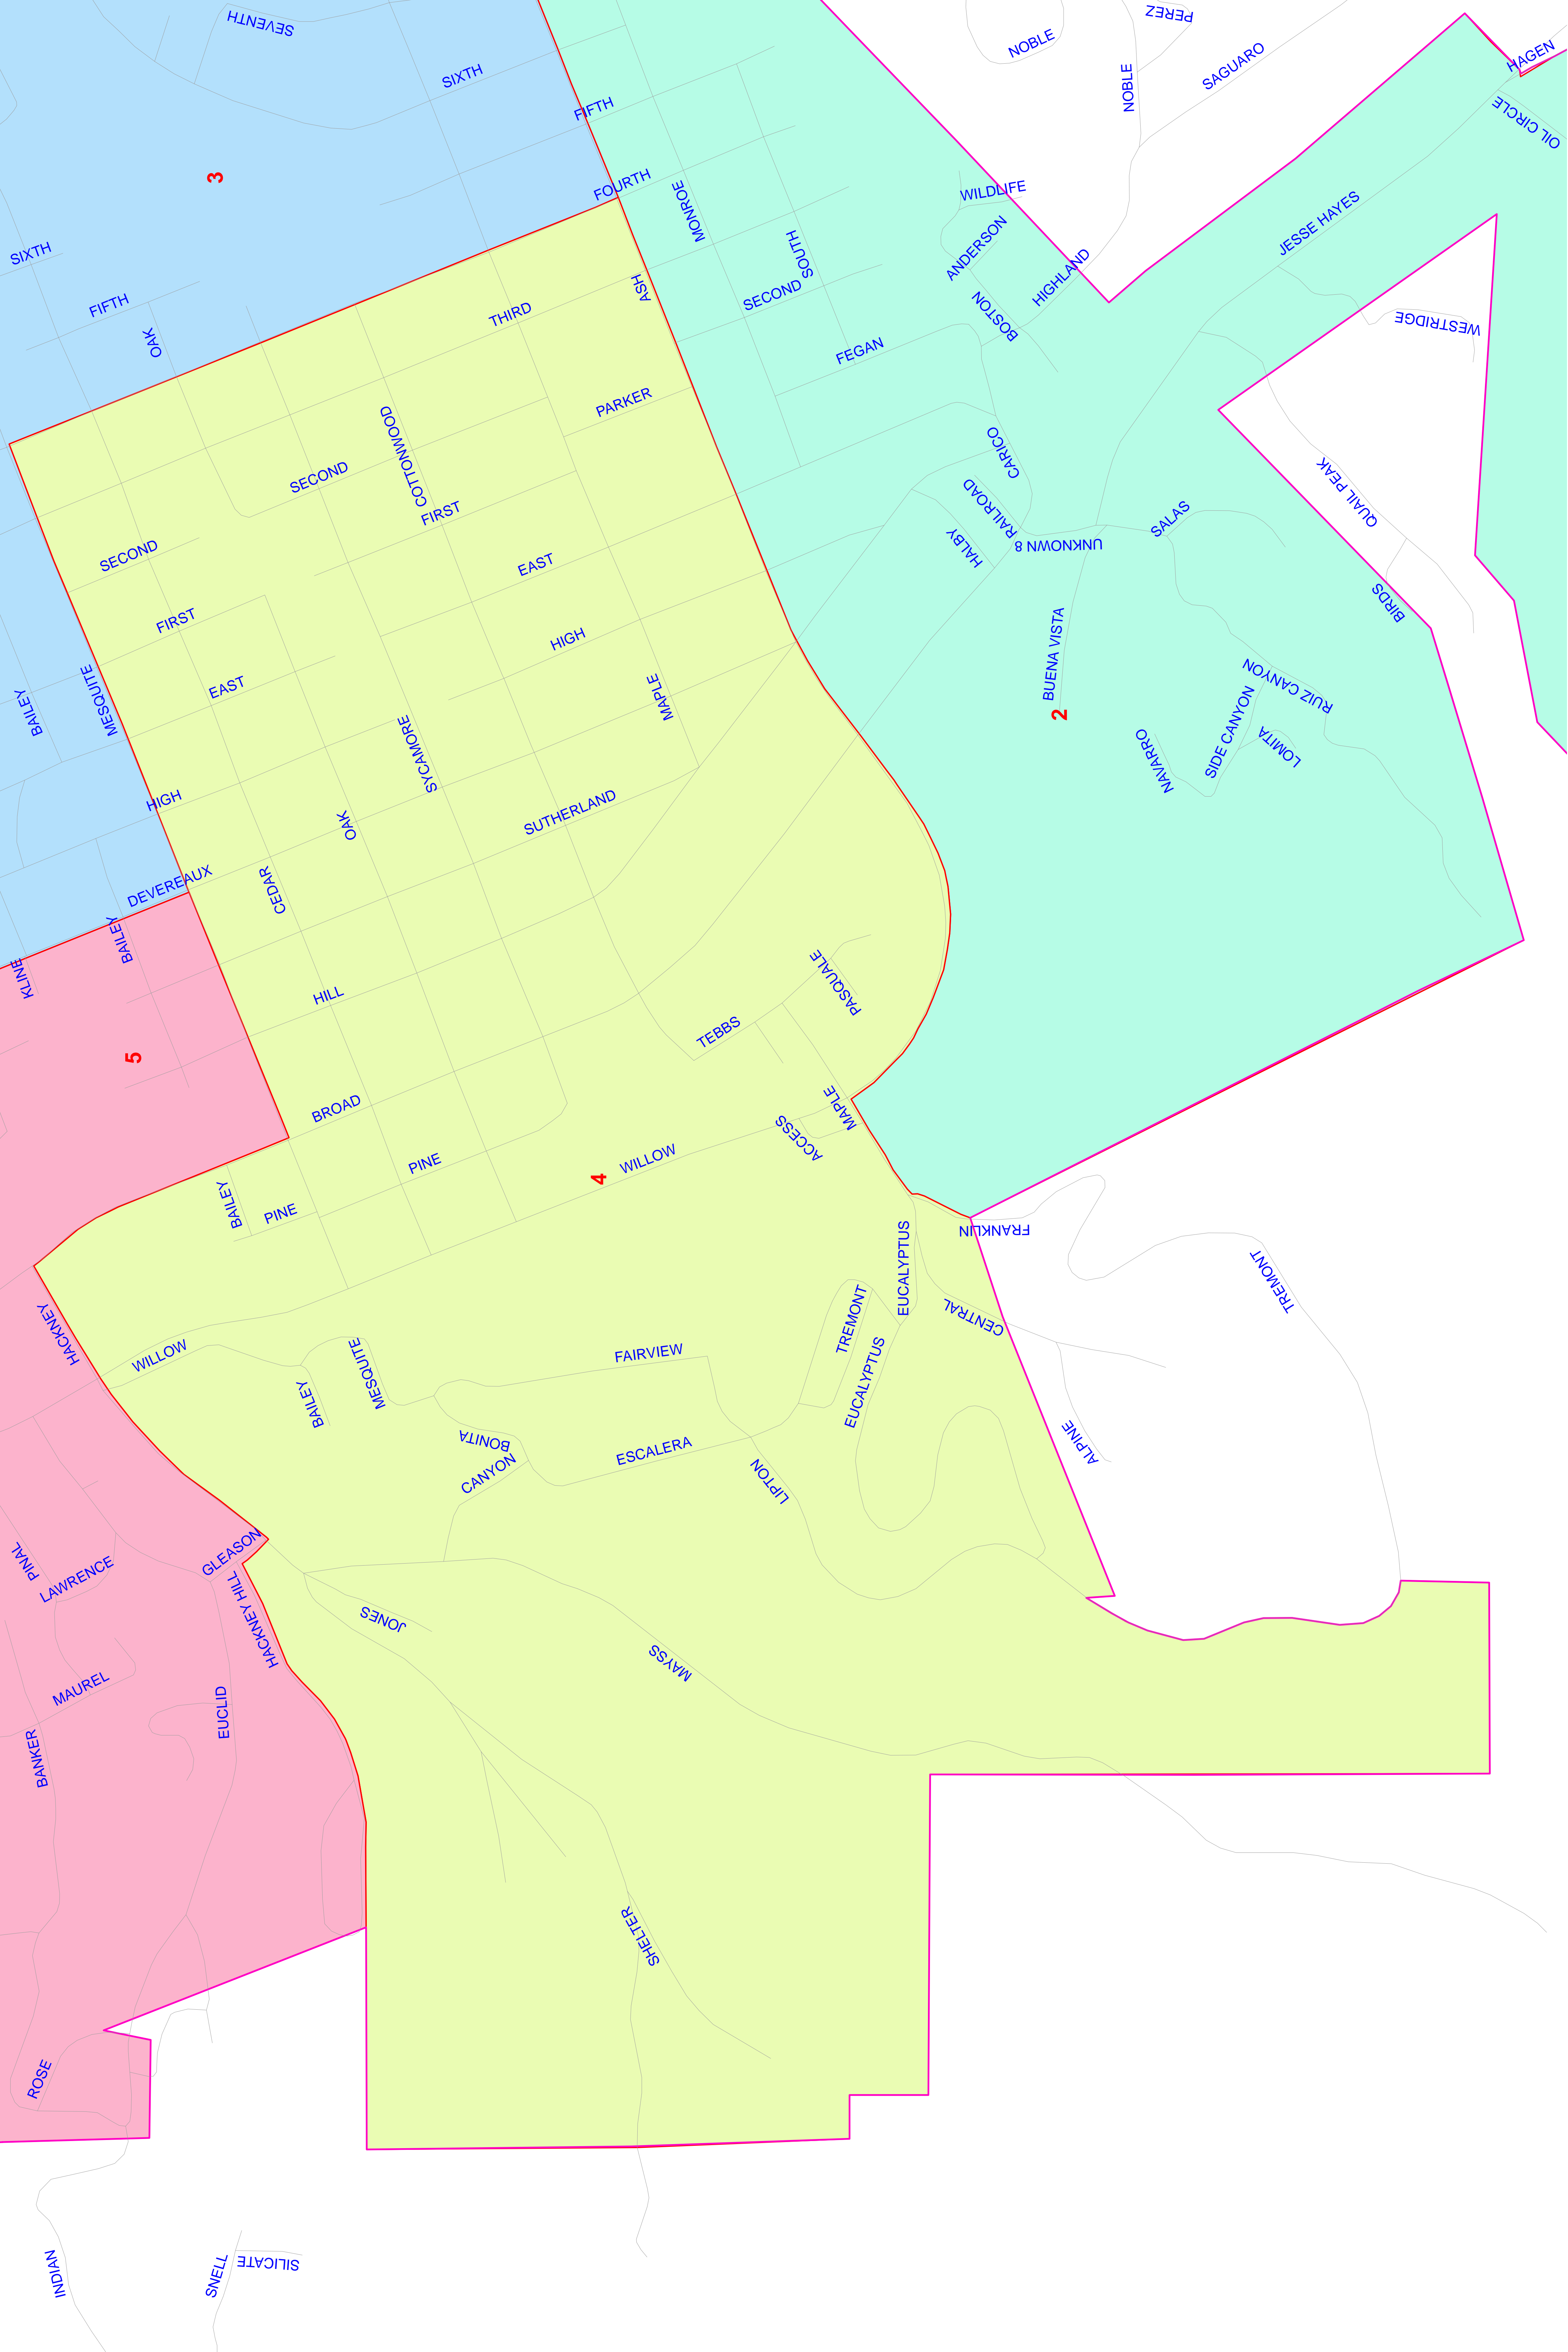 SEVENTH
PEREZ
NOBLE
HAGEN
SIXTH
SAGUARO
NOBLE
FIFTH
OIL CIRCLE
3
FOURTH
WILDLIFE
MONROE
JESSE HAYES
SIXTH
SOUTH
ANDERSON
HIGHLAND
ASH
SECOND
FIFTH
THIRD
BOSTON
WESTRIDGE
OAK
FEGAN
PARKER
COTTONWOOD
CARICO
SECOND
QUAIL PEAK
FIRST
RAILROAD
SALAS
HALBY
UNKNOWN 8
SECOND
EAST
BIRDS
FIRST
HIGH
BUENA VISTA
EAST
RUIZ CANYON
MESQUITE
BAILEY
MAPLE
2
SIDE CANYON
LOMITA
NAVARRO
SYCAMORE
HIGH
SUTHERLAND
OAK
DEVEREAUX
CEDAR
BAILEY
KLINE
HILL
PASQUALE
TEBBS
5
BROAD
MAPLE
ACCESS
PINE
WILLOW
4
BAILEY
PINE
FRANKLIN
EUCALYPTUS
TREMONT
HACKNEY
CENTRAL
TREMONT
WILLOW
FAIRVIEW
MESQUITE
EUCALYPTUS
BAILEY
BONITA
ESCALERA
ALPINE
CANYON
LIPTON
GLEASON
PINAL
LAWRENCE
HACKNEY HILL
JONES
MAYSS
MAUREL
EUCLID
BANKER
SHELTER
ROSE
INDIAN
SNELL
SILICATE